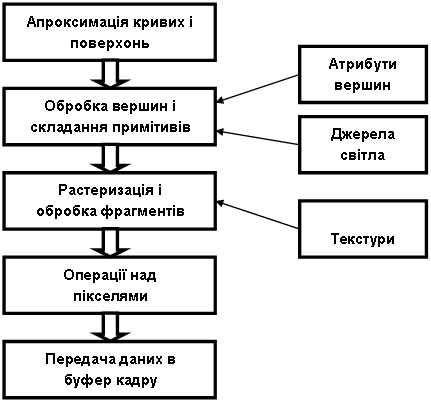 Апроксимація кривих і
поверхонь
Атрибути
вершин
Обробка вершин і
складання примітивів
Джерела
світла
Растеризація і
обробка фрагментів
Текстури
Операції над
пікселями
Передача даних в
буфер кадру